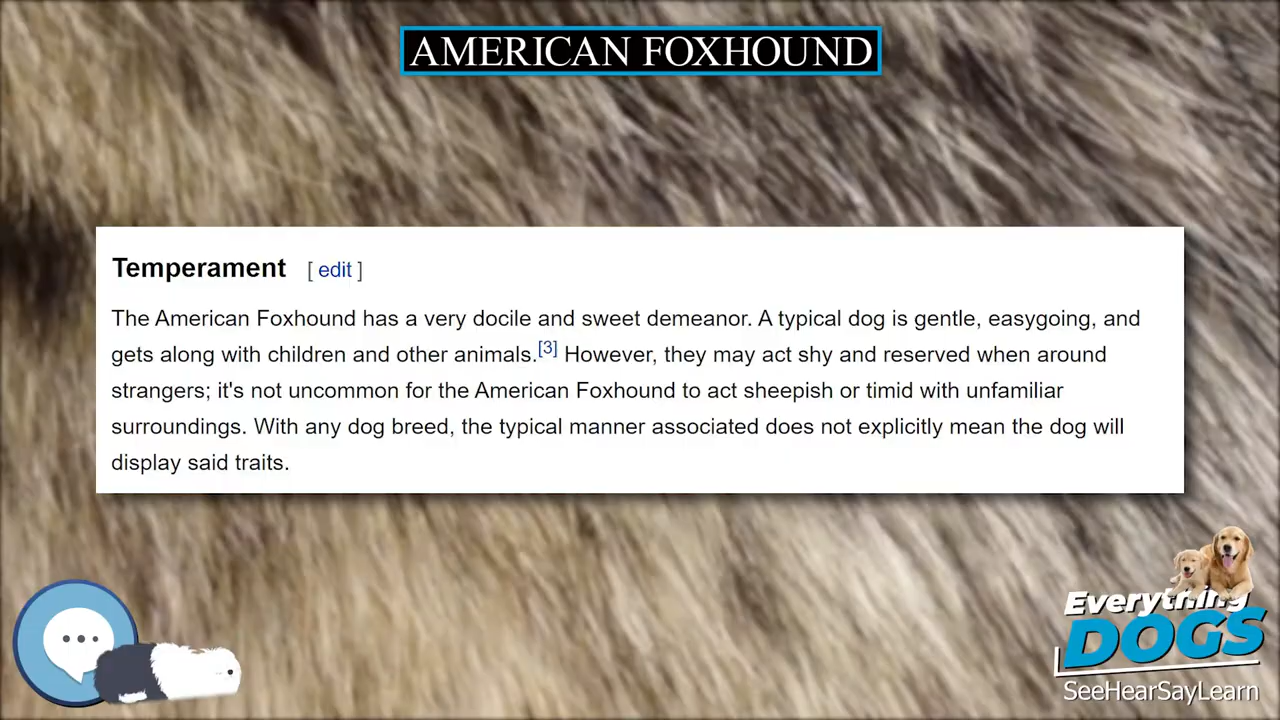 AMERICAN FOXHOUND
Temperament [ edit ]
The American Foxhound has a very docile and sweet demeanor. A typical dog is gentle, easygoing, and
gets along with children and other animals.[3] However, they may act shy and reserved when around
strangers; it's not uncommon for the American Foxhound to act sheepish or timid with unfamiliar
surroundings. With any dog breed, the typical manner associated does not explicitly mean the dog will
display said traits.
Everything
DOGS
SeeHearSayLearn